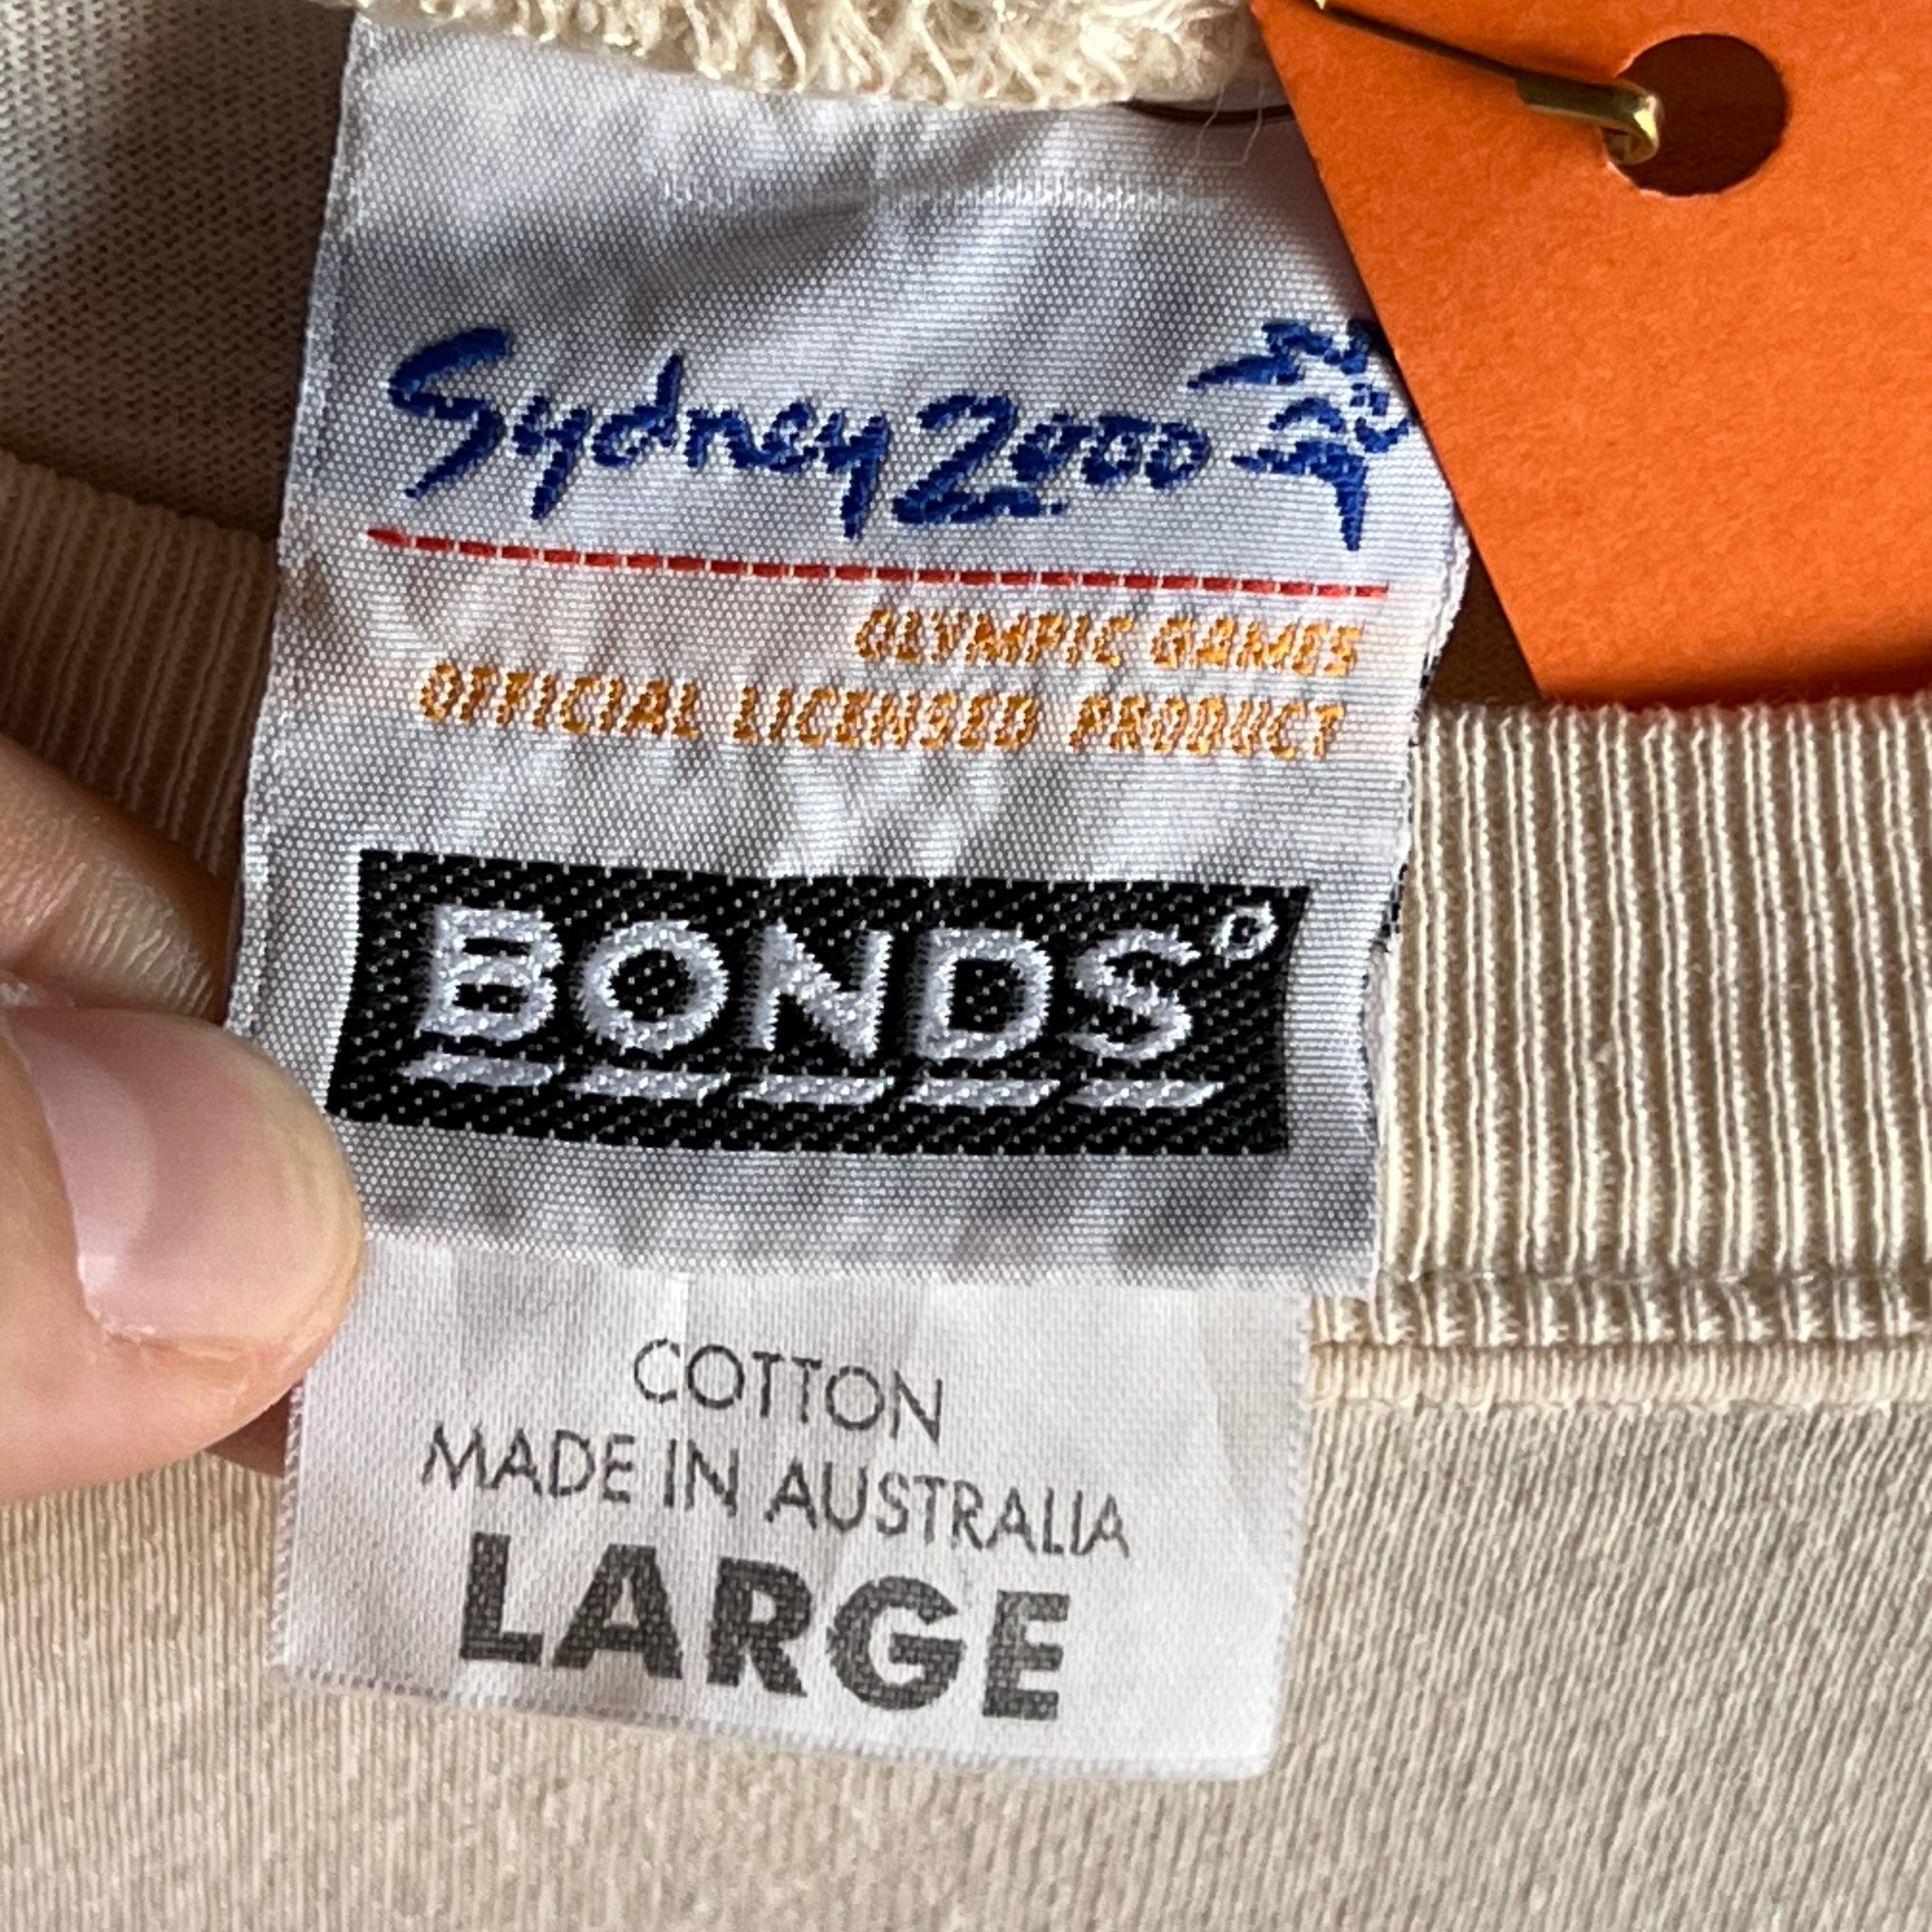 Sydney 2000
OLYMPIC GAMES
OFFICIAL LICENSED PRODUCT
BONDS®
COTTON
MADE IN AUSTRALIA
LARGE